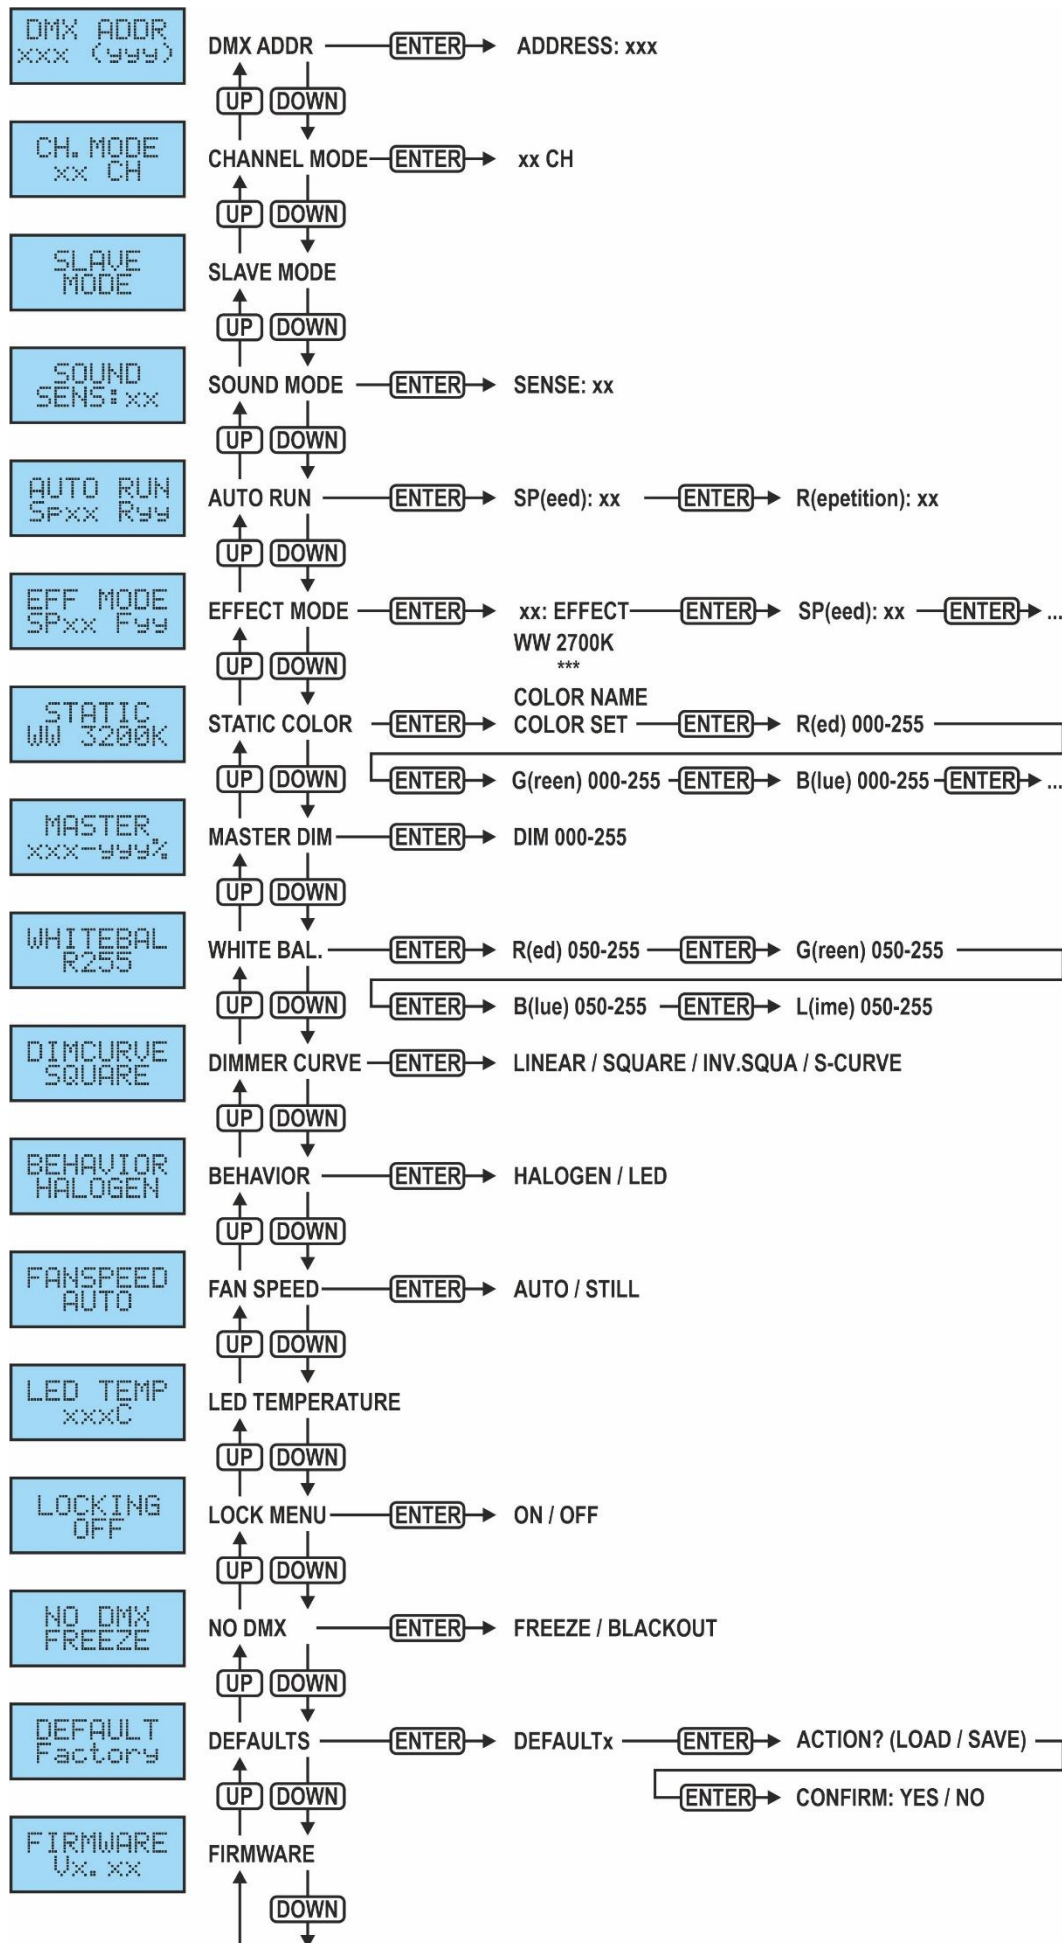 DMX ADDR
xxx (yyy)
DMX ADDR ENTER ADDRESS: xxx
UP DOWN
CH. MODE
xx CH
CHANNEL MODE ENTER xx CH
UP DOWN
SLAVE
MODE
SLAVE MODE
UP DOWN
SOUND
SENS:xx
SOUND MODE ENTER SENSE: xx
UP DOWN
AUTO RUN
SPxx Ryy
AUTO RUN ENTER SP(eed): xx ENTER R(epetition): xx
UP DOWN
EFF MODE
SPxx Fyy
EFFECT MODE ENTER xx: EFFECT ENTER SP(eed): xx ENTER ...
UP DOWN
WW 2700K
***
COLOR NAME
STATIC
WW 3200K
STATIC COLOR ENTER COLOR SET ENTER R(ed) 000-255
UP DOWN ENTER G(reen) 000-255 ENTER B(lue) 000-255 ENTER ...
MASTER
xxx-yyy%
MASTER DIM ENTER DIM 000-255
UP DOWN
WHITEBAL
R255
WHITE BAL. ENTER R(ed) 050-255 ENTER G(reen) 050-255
UP DOWN ENTER B(lue) 050-255 ENTER L(ime) 050-255
DIMCURVE
SQUARE
DIMMER CURVE ENTER LINEAR / SQUARE / INV.SQUA / S-CURVE
UP DOWN
BEHAVIOR
HALOGEN
BEHAVIOR ENTER HALOGEN / LED
UP DOWN
FANSPEED
AUTO
FAN SPEED ENTER AUTO / STILL
UP DOWN
LED TEMP
xxxC
LED TEMPERATURE
UP DOWN
LOCKING
OFF
LOCK MENU ENTER ON / OFF
UP DOWN
NO DMX
FREEZE
NO DMX ENTER FREEZE / BLACKOUT
UP DOWN
DEFAULT
Factory
DEFAULTS ENTER DEFAULTx ENTER ACTION? (LOAD / SAVE)
UP DOWN ENTER CONFIRM: YES / NO
FIRMWARE
Vx.xx
FIRMWARE
DOWN